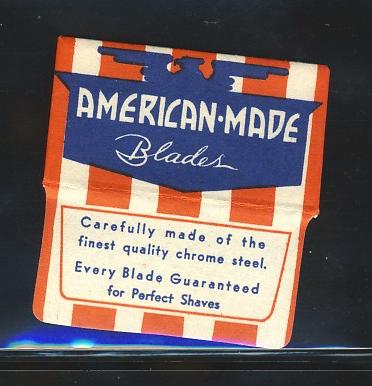 AMERICAN·MADE
Blades
Carefully made of the
finest quality chrome steel.
Every Blade Guaranteed
for Perfect Shaves